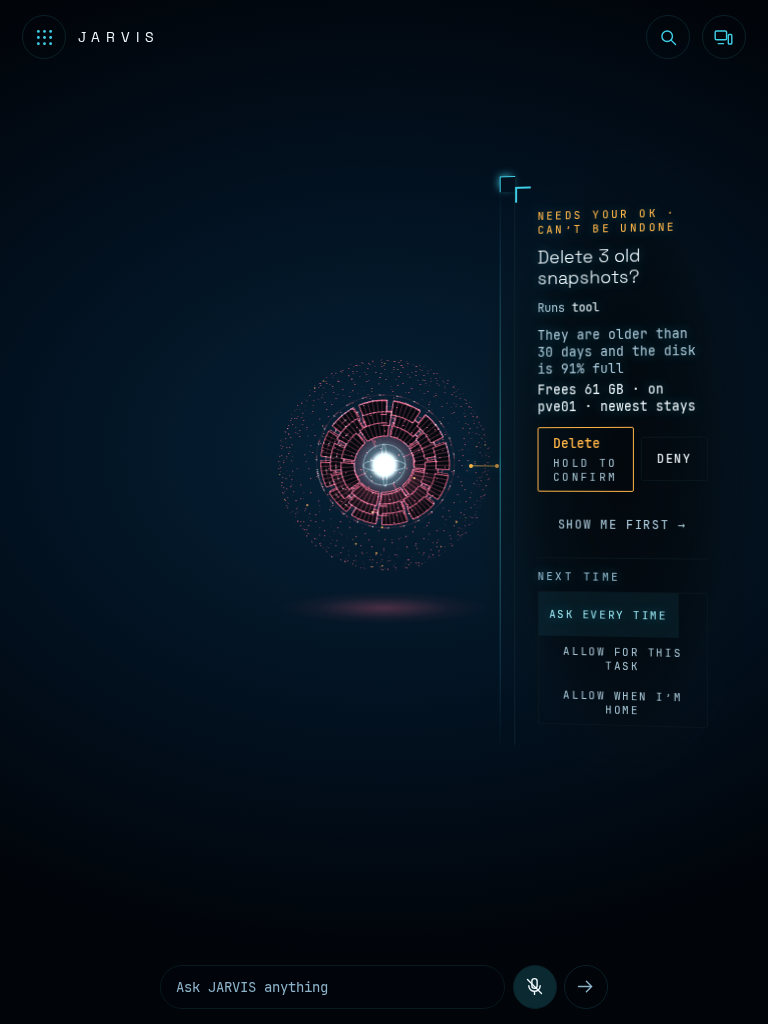 JARVIS
NEEDS YOUR OK ·
CAN'T BE UNDONE
Delete 3 old
snapshots?
Runs tool
They are older than
30 days and the disk
is 91% full
Frees 61 GB · on
pve01 · newest stays
Delete
HOLD TO
CONFIRM
DENY
SHOW ME FIRST →
NEXT TIME
ASK EVERY TIME
ALLOW FOR THIS
TASK
ALLOW WHEN I'M
HOME
Ask JARVIS anything